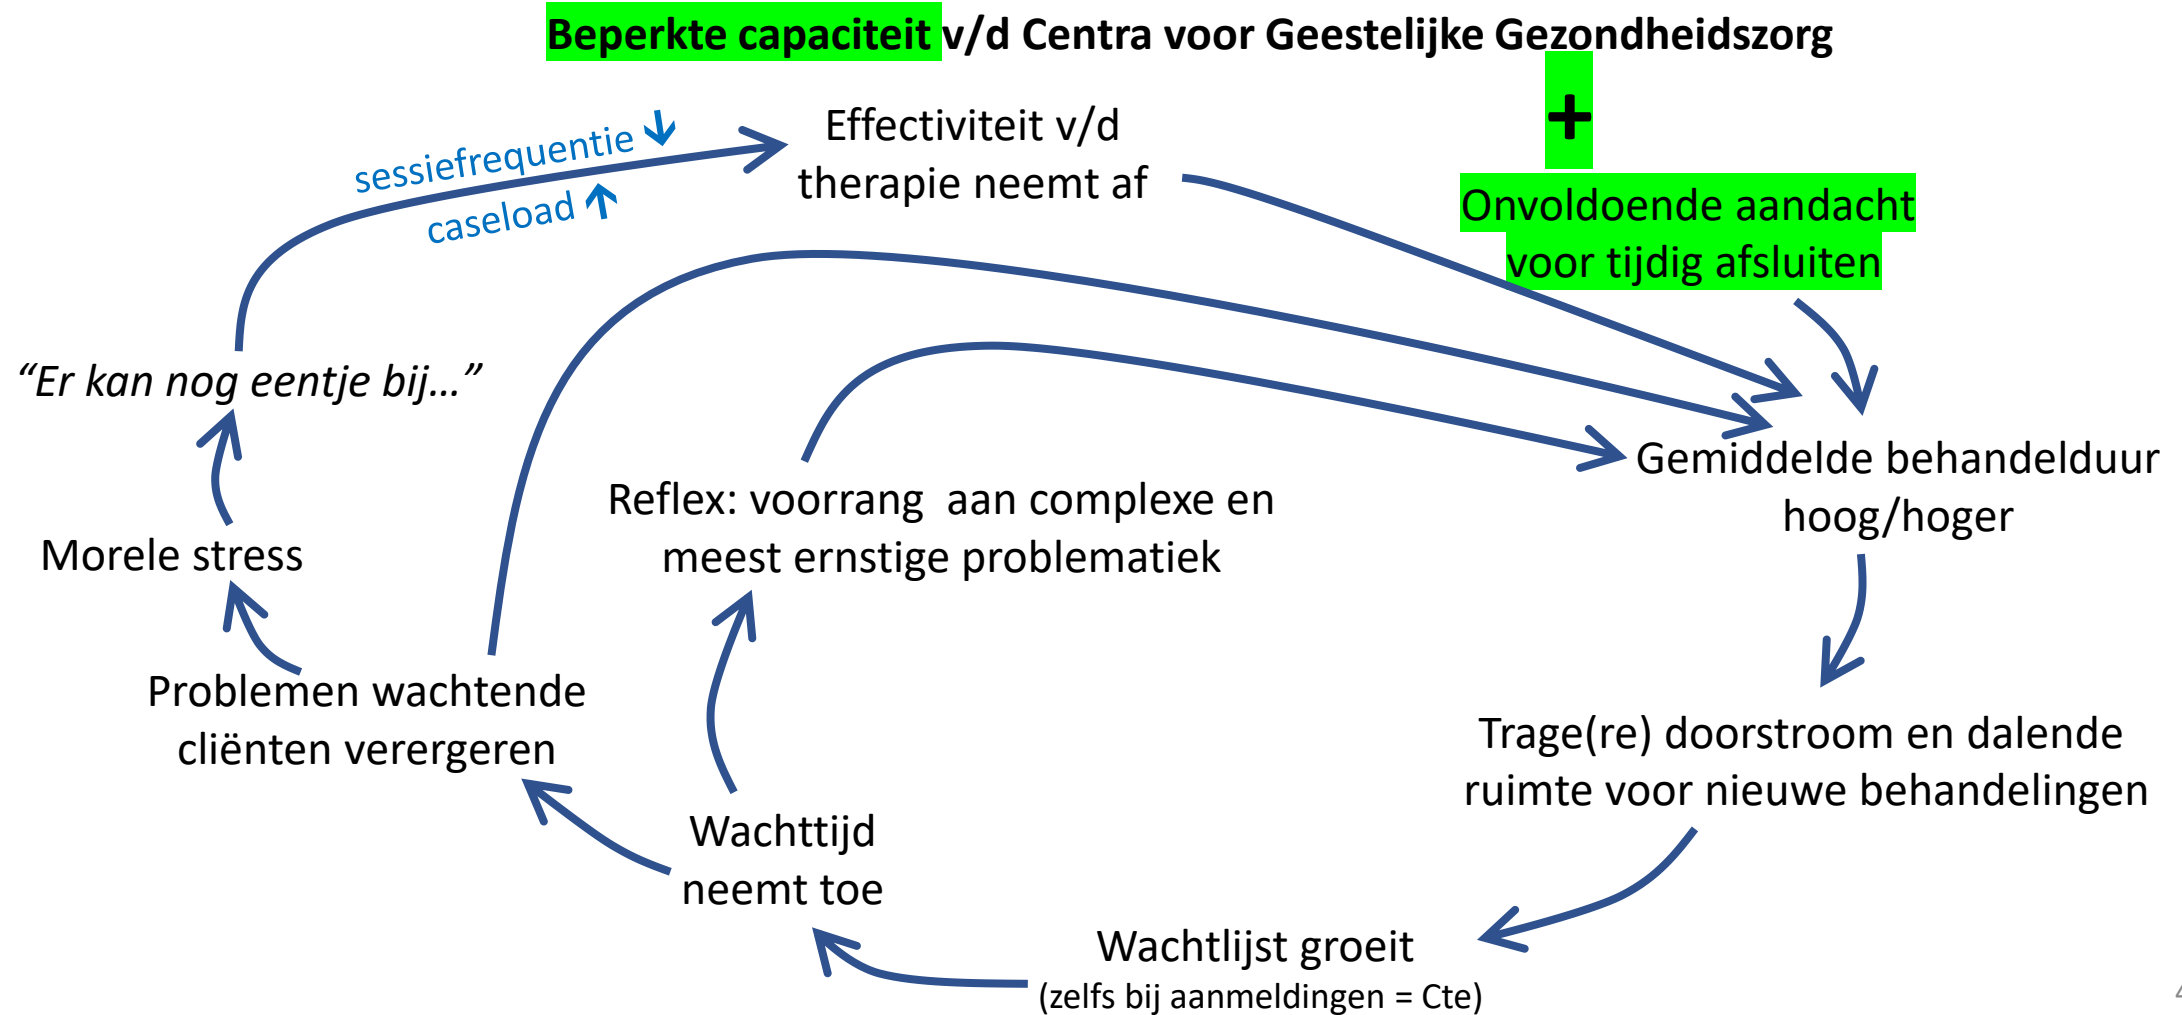 Beperkte capaciteit v/d Centra voor Geestelijke Gezondheidszorg
+
Onvoldoende aandacht
voor tijdig afsluiten
Effectiviteit v/d
therapie neemt af
sessiefrequentie ↓
caseload ↑
“Er kan nog eentje bij…”
Morele stress
Problemen wachtende
cliënten verergeren
Reflex: voorrang  aan complexe en
meest ernstige problematiek
Gemiddelde behandelduur
hoog/hoger
Trage(re) doorstroom en dalende
ruimte voor nieuwe behandelingen
Wachttijd
neemt toe
Wachtlijst groeit
(zelfs bij aanmeldingen = Cte)